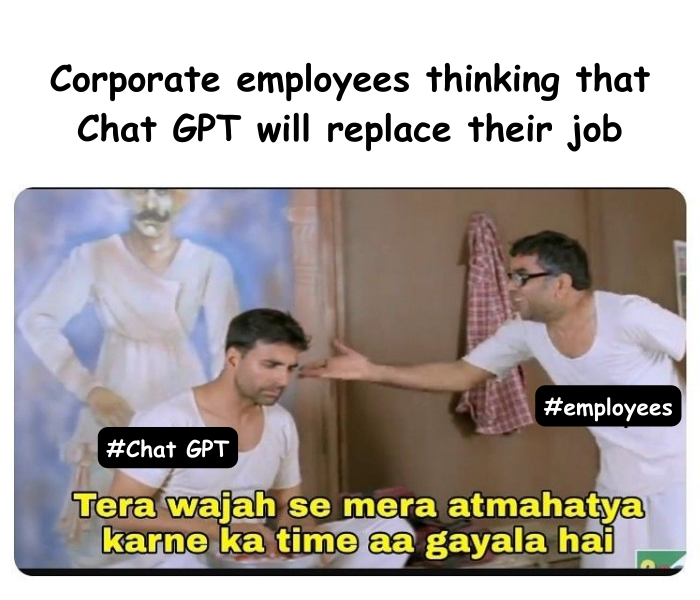 Corporate employees thinking that
Chat GPT will replace their job
#employees
#Chat GPT
Tera wajah se mera atmahatya
karne ka time aa gayala hai